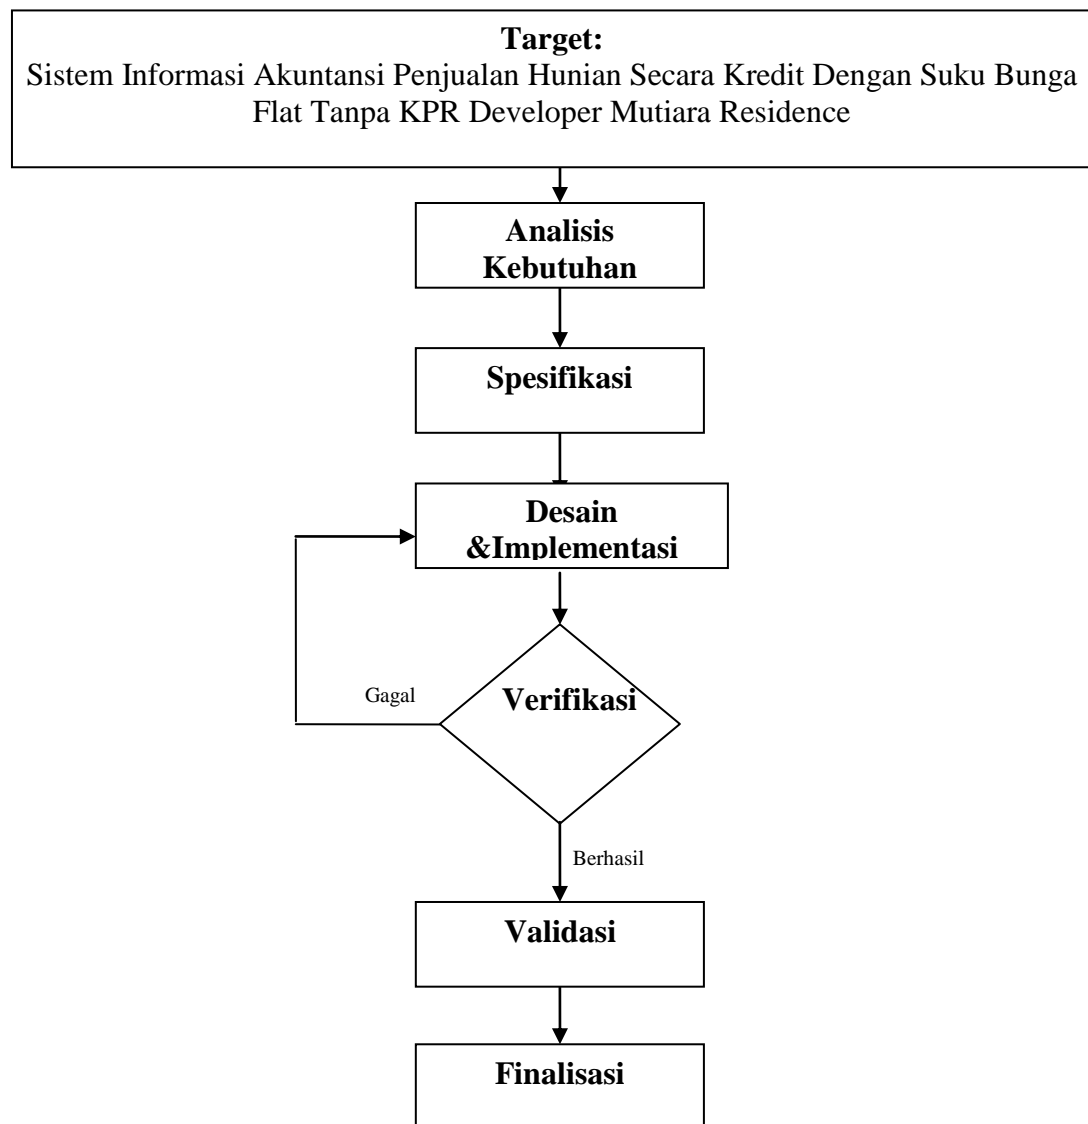 Target:
Sistem Informasi Akuntansi Penjualan Hunian Secara Kredit Dengan Suku Bunga
Flat Tanpa KPR Developer Mutiara Residence
Analisis
Kebutuhan
Spesifikasi
Desain
&Implementasi
Gagal
Verifikasi
Berhasil
Validasi
Finalisasi